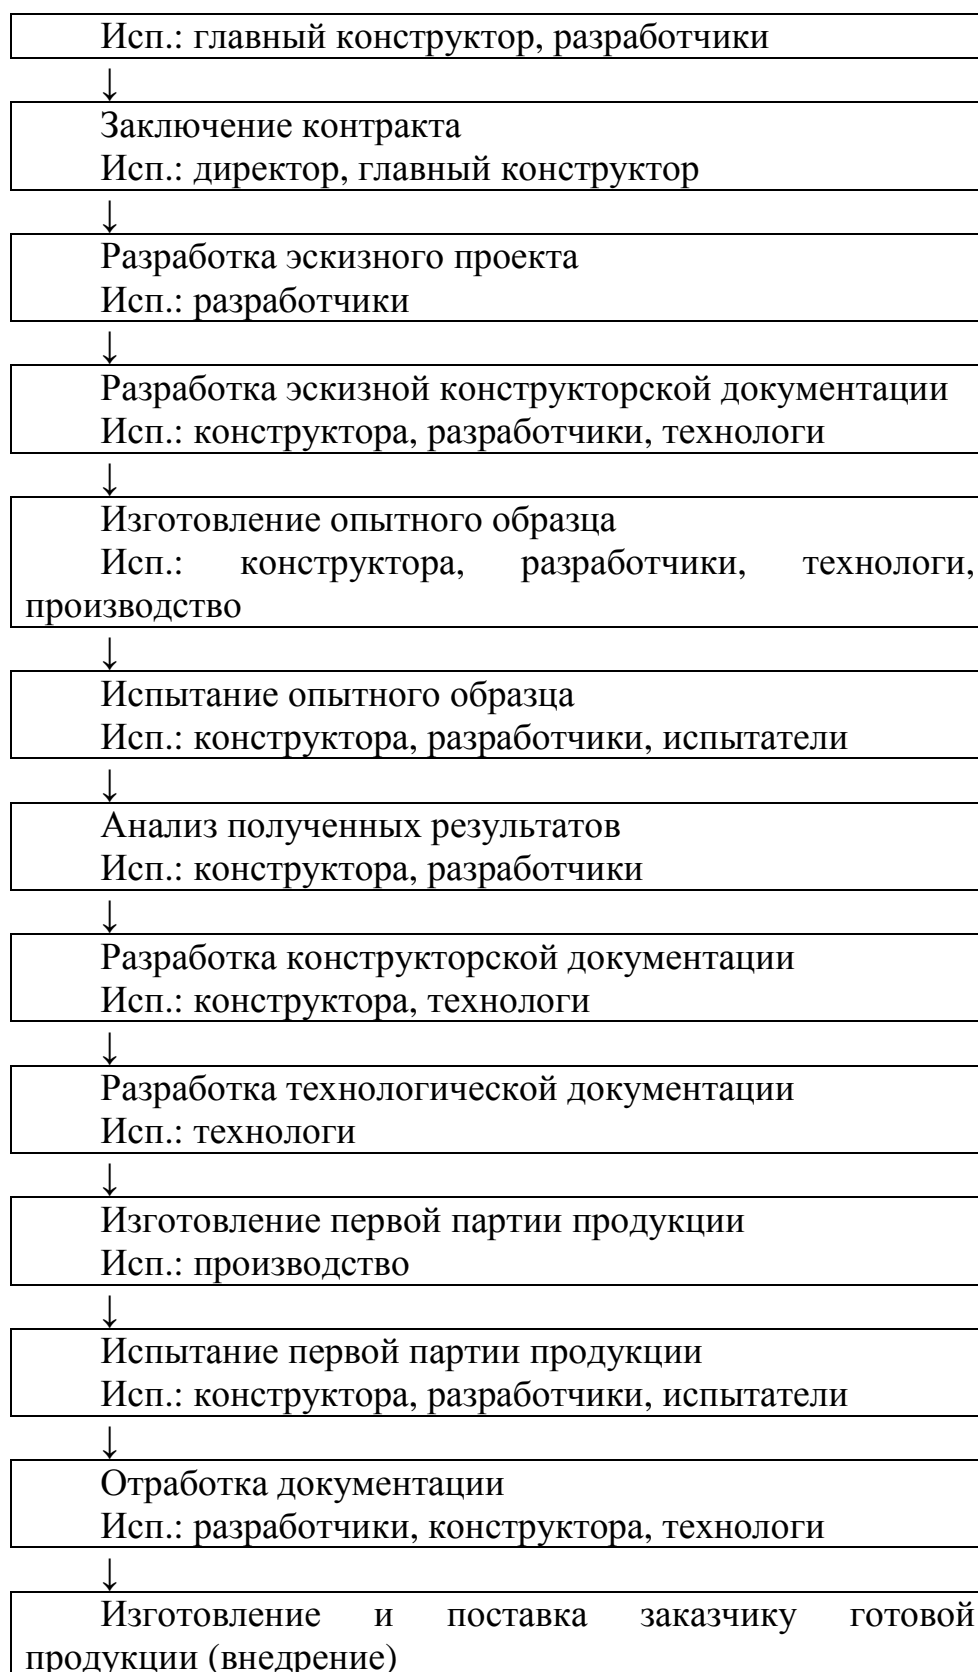 Исп.: главный конструктор, разработчики
↓
Заключение контракта
Исп.: директор, главный конструктор
↓
Разработка эскизного проекта
Исп.: разработчики
↓
Разработка эскизной конструкторской документации
Исп.: конструктора, разработчики, технологи
↓
Изготовление опытного образца
Исп.: конструктора, разработчики, технологи,
производство
↓
Испытание опытного образца
Исп.: конструктора, разработчики, испытатели
↓
Анализ полученных результатов
Исп.: конструктора, разработчики
↓
Разработка конструкторской документации
Исп.: конструктора, технологи
↓
Разработка технологической документации
Исп.: технологи
↓
Изготовление первой партии продукции
Исп.: производство
↓
Испытание первой партии продукции
Исп.: конструктора, разработчики, испытатели
↓
Отработка документации
Исп.: разработчики, конструктора, технологи
↓
Изготовление и поставка заказчику готовой
продукции (внедрение)